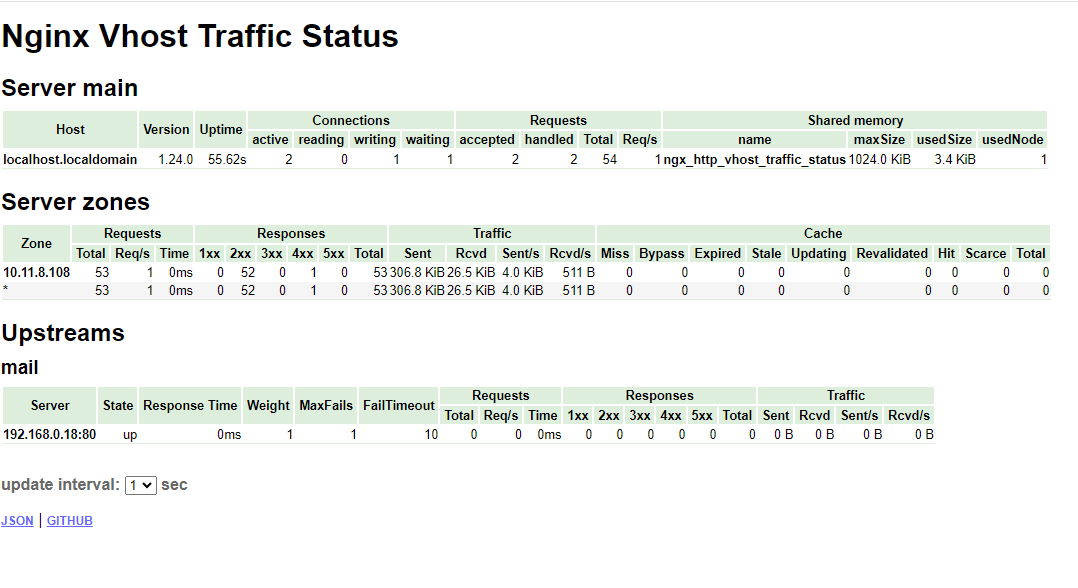 Nginx Vhost Traffic Status
Server main
Host Version Uptime Connections Requests Shared memory
active reading writing waiting accepted handled Total Req/s name maxSize usedSize usedNode
localhost.localdomain 1.24.0 55.62s 2 0 1 1 2 2 54 1 ngx_http_vhost_traffic_status 1024.0 KiB 3.4 KiB 1
Server zones
Zone Requests Responses Traffic Cache
Total Req/s Time 1xx 2xx 3xx 4xx 5xx Total Sent Rcvd Sent/s Rcvd/s Miss Bypass Expired Stale Updating Revalidated Hit Scarce Total
10.11.8.108 53 1 0ms 0 52 0 1 0 53 306.8 KiB 26.5 KiB 4.0 KiB 511 B 0 0 0 0 0 0 0 0 0
* 53 1 0ms 0 52 0 1 0 53 306.8 KiB 26.5 KiB 4.0 KiB 511 B 0 0 0 0 0 0 0 0 0
Upstreams
mail
Server State Response Time Weight MaxFails FailTimeout Requests Responses Traffic
Total Req/s Time 1xx 2xx 3xx 4xx 5xx Total Sent Rcvd Sent/s Rcvd/s
192.168.0.18:80 up 0ms 1 1 10 0 0 0ms 0 0 0 0 0 0 0 B 0 B 0 B 0 B
update interval: 1 sec
JSON | GITHUB